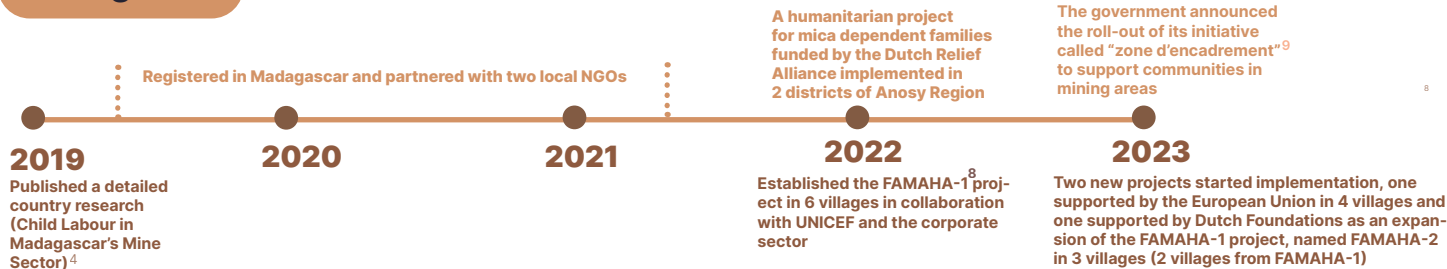 Registered in Madagascar and partnered with two local NGOs
A humanitarian project
for mica dependent families
funded by the Dutch Relief
Alliance implemented in
2 districts of Anosy Region
The government announced
the roll-out of its initiative
called “zone d’encadrement”9
to support communities in
mining areas
8
2019
Published a detailed
country research
(Child Labour in
Madagascar’s Mine
Sector)4
2020
2021
2022
Established the FAMAHA-18proj-
ect in 6 villages in collaboration
with UNICEF and the corporate
sector
2023
Two new projects started implementation, one
supported by the European Union in 4 villages and
one supported by Dutch Foundations as an expan-
sion of the FAMAHA-1 project, named FAMAHA-2
in 3 villages (2 villages from FAMAHA-1)